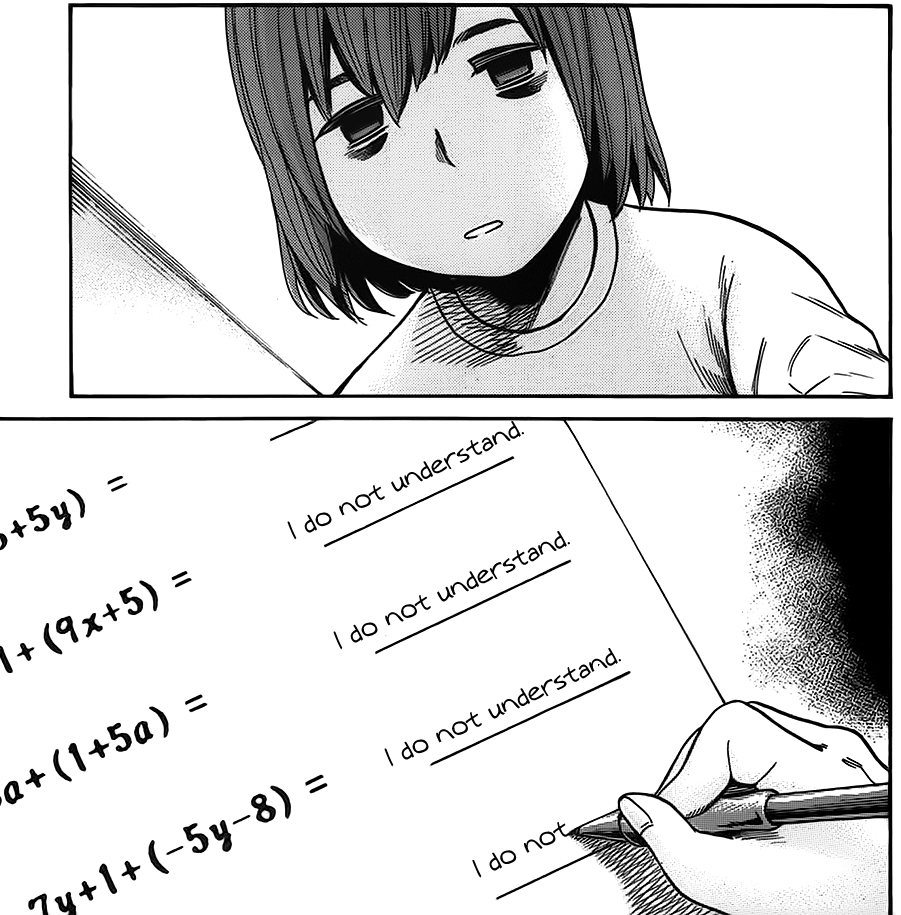 +5y) =
I do not understand.
1+(9x+5) =
I do not understand.
a+(1+5a) =
I do not understand.
7y+1+(-5y-8) =
I do not